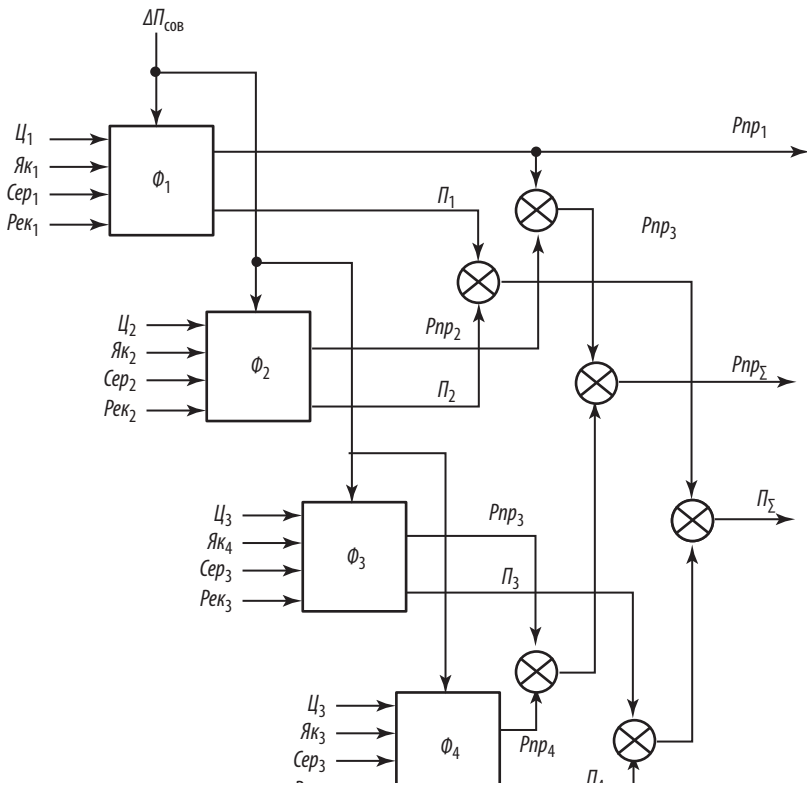 ΔП_сов
Ц_1
Як_1
Сер_1
Рек_1
Ф_1
Рпр_1
П_1
Рпр_3
Ц_2
Як_2
Сер_2
Рек_2
Ф_2
Рпр_2
П_2
Рпр_Σ
Ц_3
Як_4
Сер_3
Рек_3
Ф_3
Рпр_3
П_3
П_Σ
Ц_3
Як_3
Сер_3
Ф_4
Рпр_4